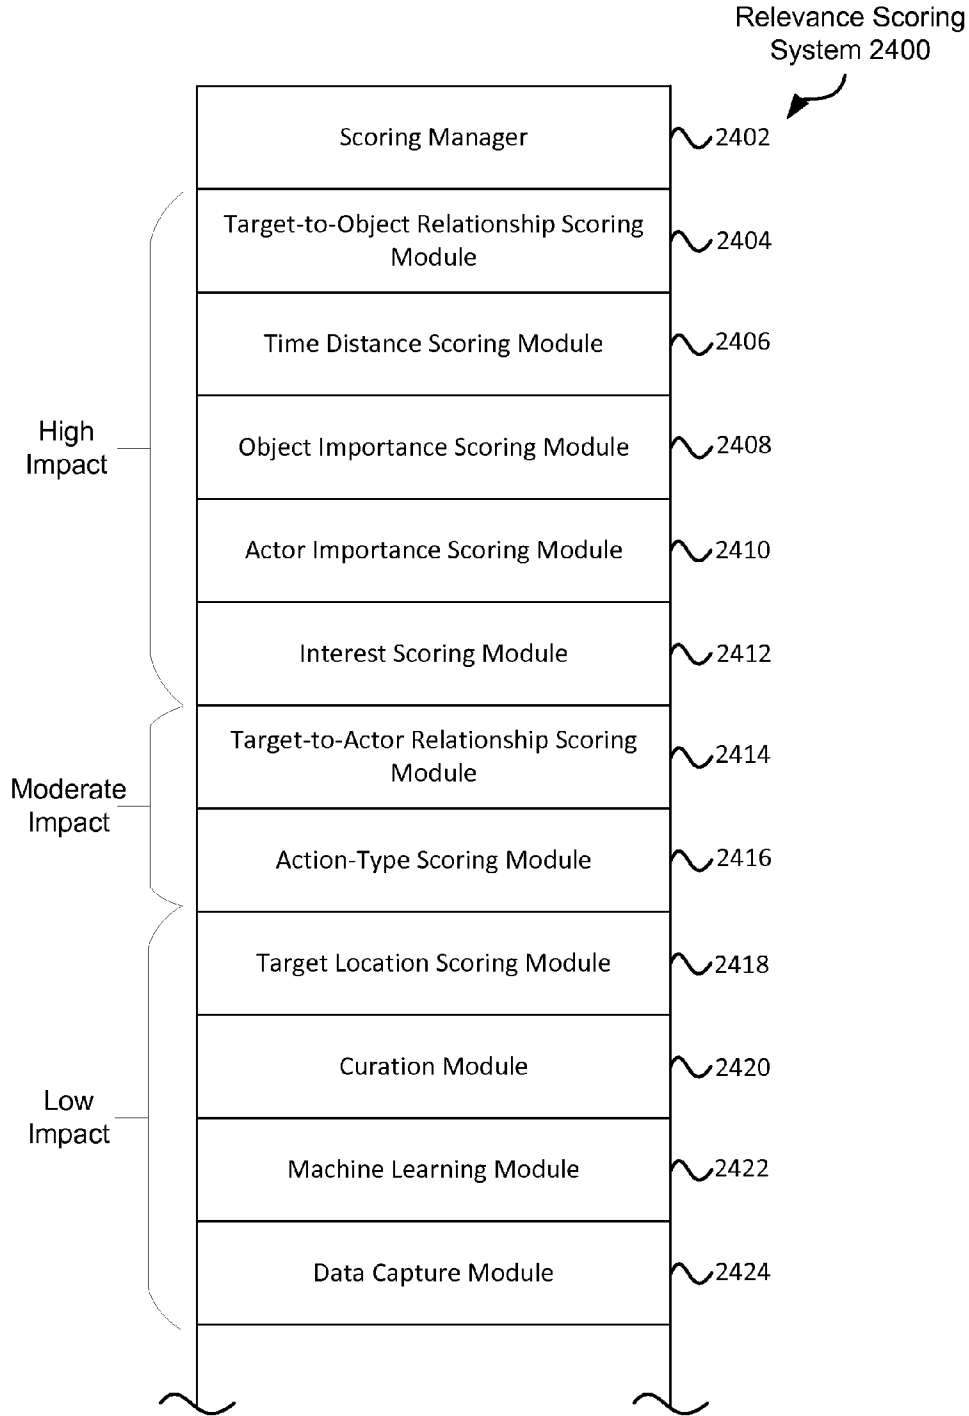 Relevance Scoring
System 2400
Scoring Manager
2402
Target-to-Object Relationship Scoring
Module
2404
Time Distance Scoring Module
2406
High
Impact
Object Importance Scoring Module
2408
Actor Importance Scoring Module
2410
Interest Scoring Module
2412
Target-to-Actor Relationship Scoring
Module
2414
Moderate
Impact
Action-Type Scoring Module
2416
Target Location Scoring Module
2418
Curation Module
2420
Low
Impact
Machine Learning Module
2422
Data Capture Module
2424